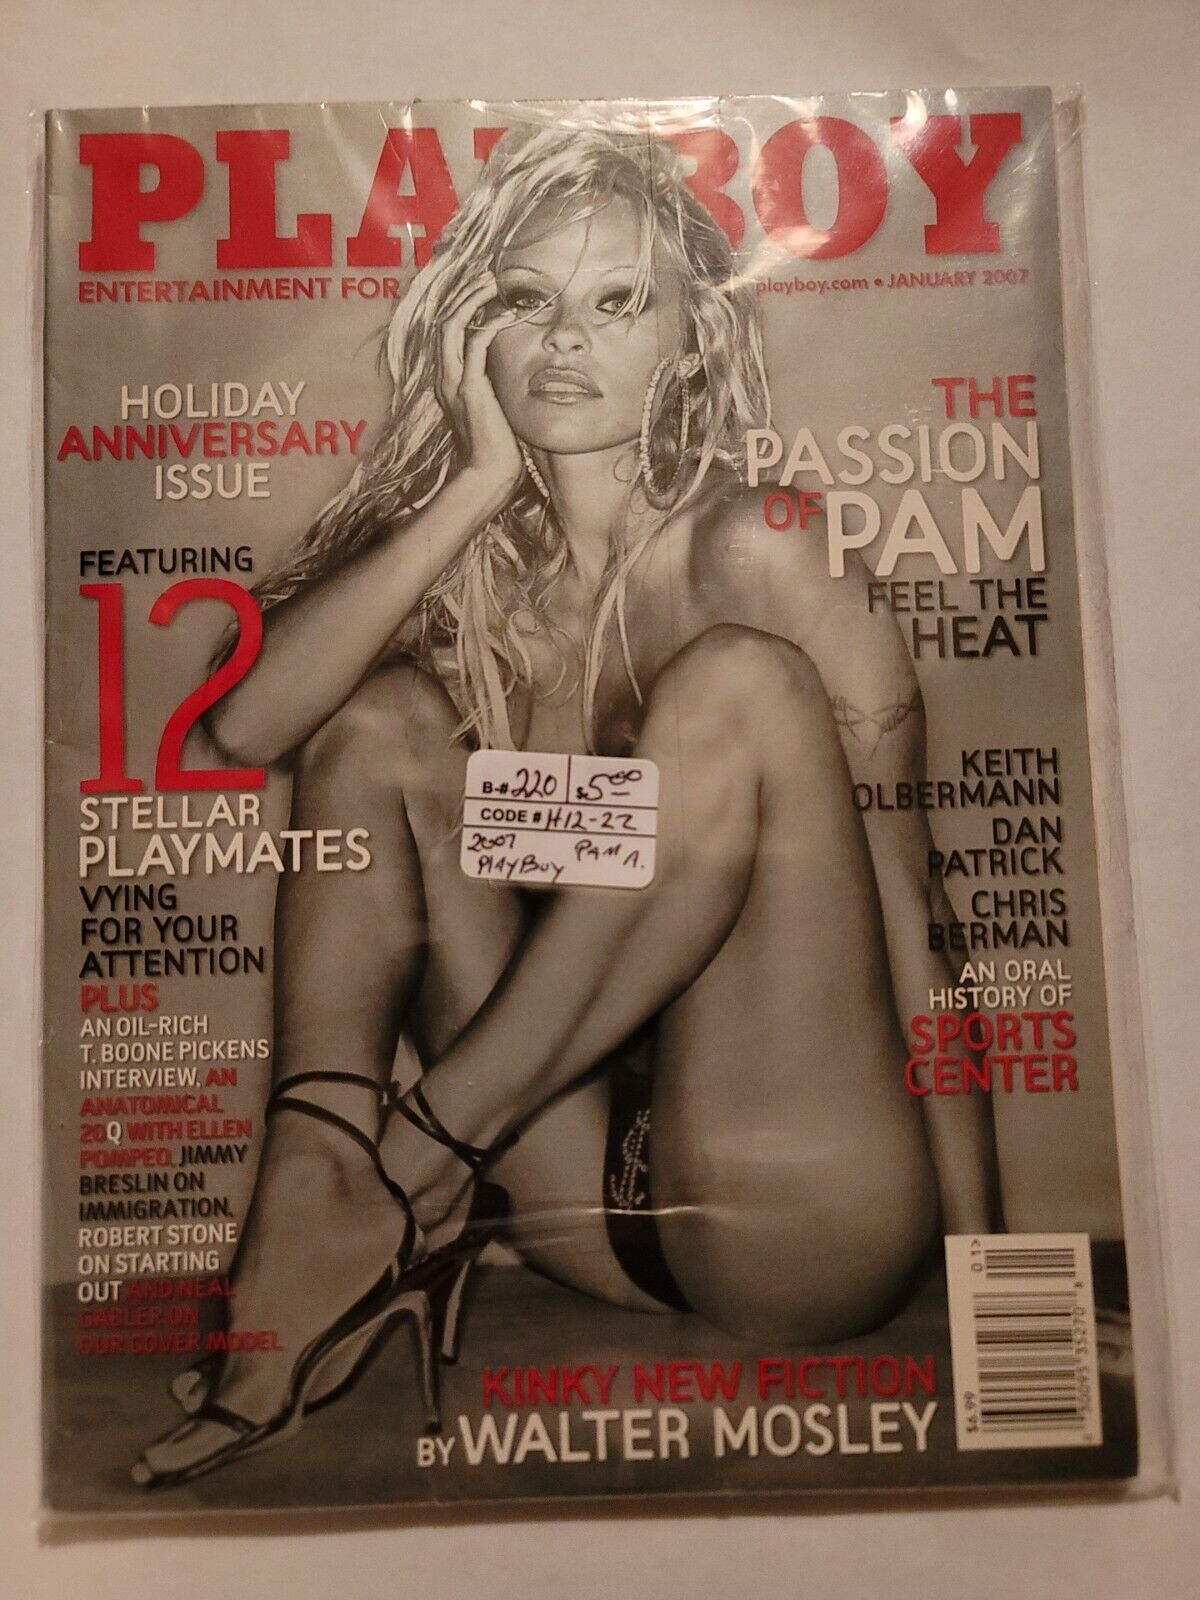 PLAYBOY
ENTERTAINMENT FOR
playboy.com • JANUARY 2007
HOLIDAY
ANNIVERSARY
ISSUE
FEATURING
12
STELLAR
PLAYMATES
VYING
FOR YOUR
ATTENTION
PLUS
AN OIL-RICH
T. BOONE PICKENS
INTERVIEW, AN
ANATOMICAL
20Q WITH ELLEN
POMPEO, JIMMY
BRESLIN ON
IMMIGRATION,
ROBERT STONE
ON STARTING
OUT AND NEAL
GABLER ON
OUR COVER MODEL
THE
PASSION
OF PAM
FEEL THE
HEAT
KEITH
OLBERMANN
DAN
PATRICK
CHRIS
BERMAN
AN ORAL
HISTORY OF
SPORTS
CENTER
B-# 220 $5.00
CODE # H12-22
2007 PAM A.
PLAYBOY
KINKY NEW FICTION
BY WALTER MOSLEY
$6.99
01>